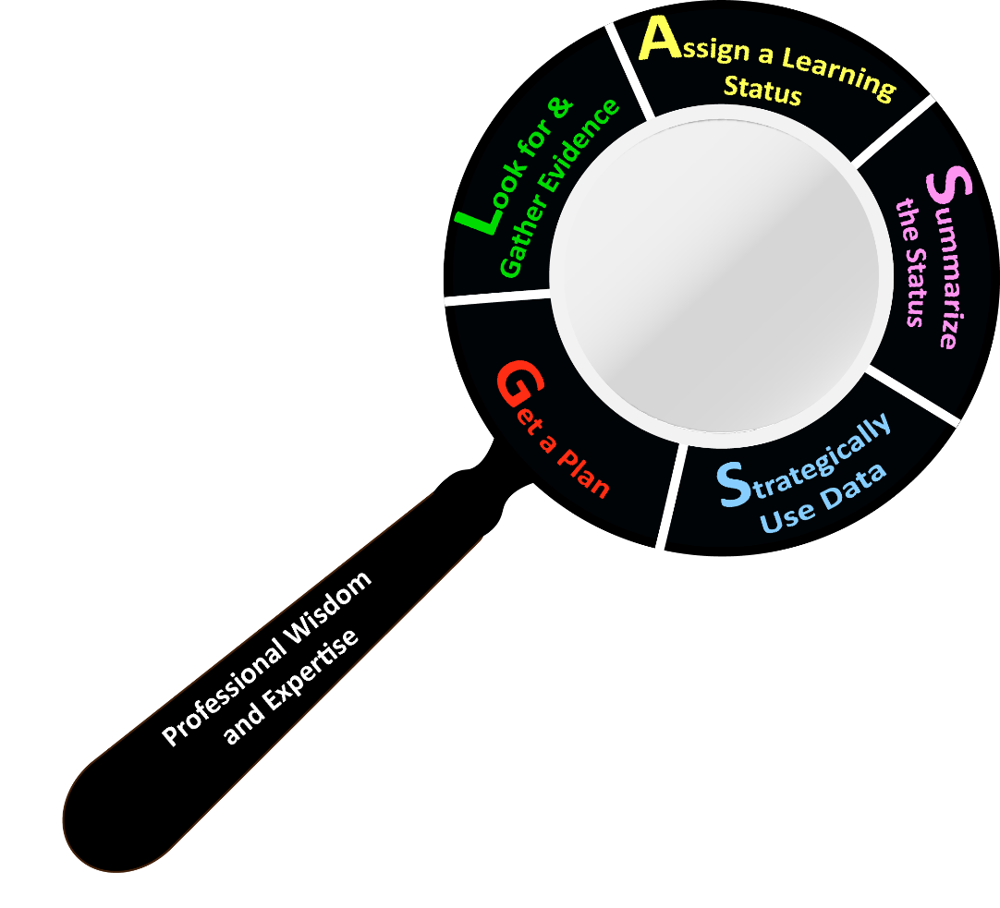 Get a Plan
Look for &
Gather Evidence
Assign a Learning
Status
Summarize
the Status
Strategically
Use Data
Professional Wisdom
and Expertise